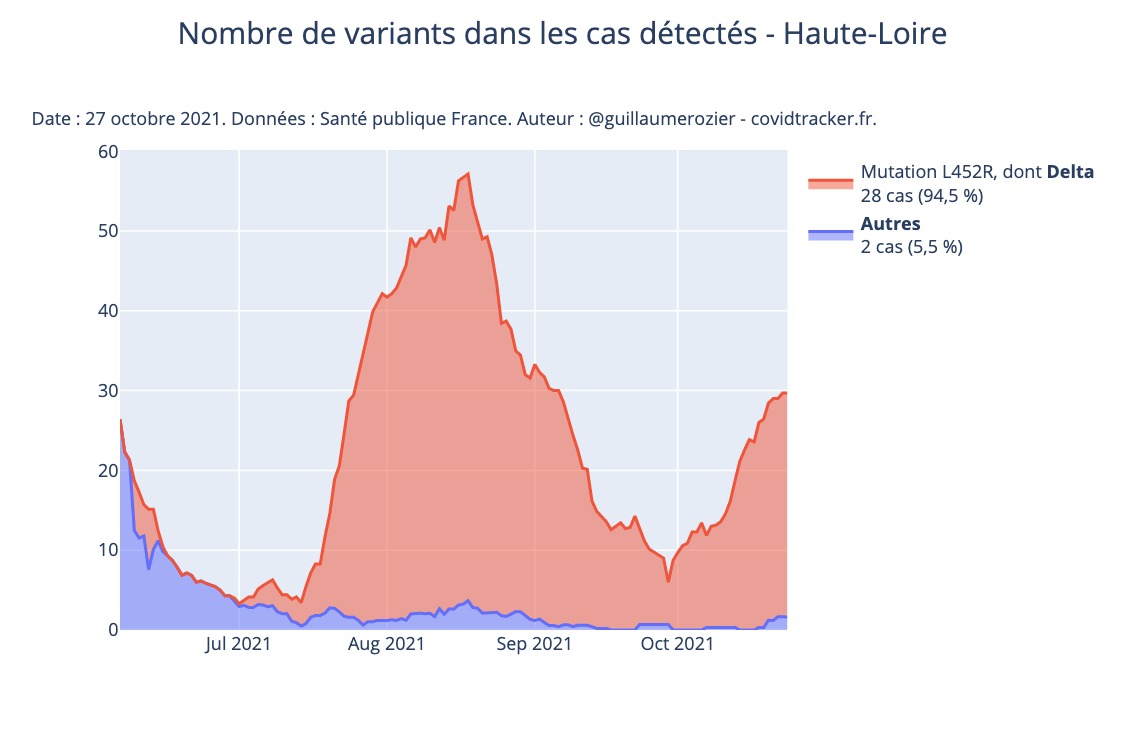 Nombre de variants dans les cas détectés - Haute-Loire
Date : 27 octobre 2021. Données : Santé publique France. Auteur : @guillaumerozier - covidtracker.fr.
60
50
40
30
20
10
0
Jul 2021
Aug 2021
Sep 2021
Oct 2021
Mutation L452R, dont Delta
28 cas (94,5 %)
Autres
2 cas (5,5 %)